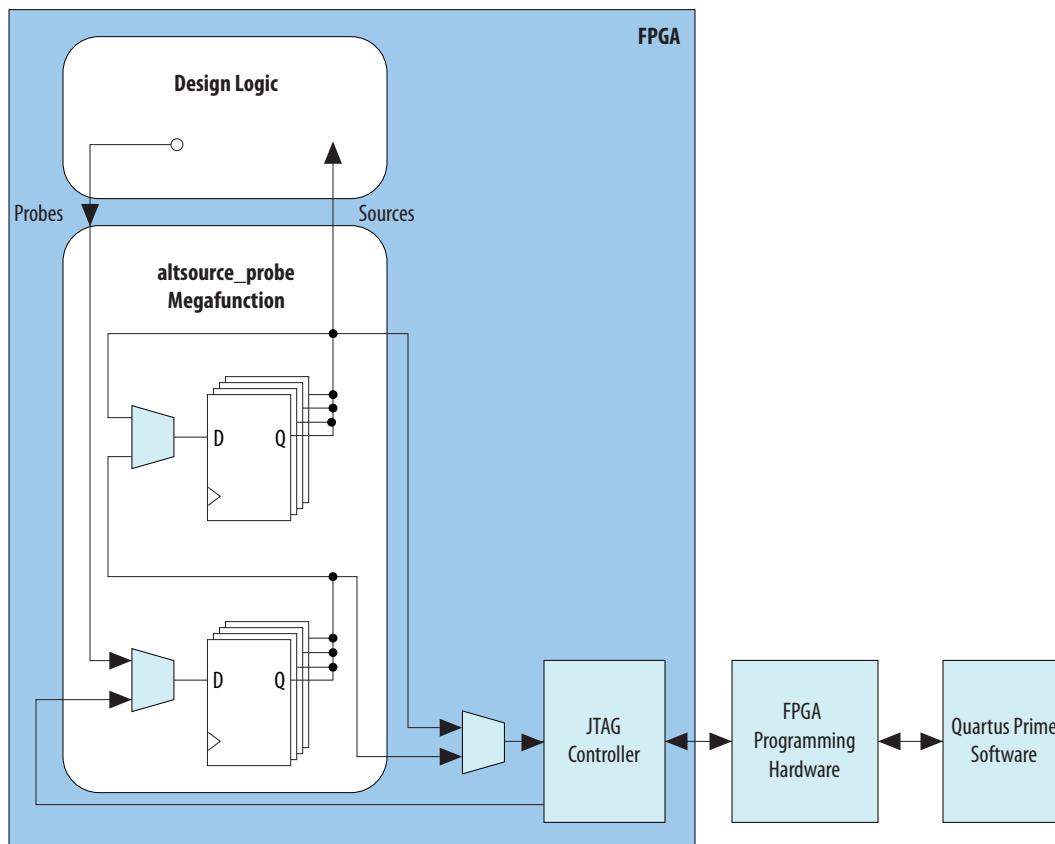 FPGA
Design Logic
Probes
Sources
altsource_probe
Megafunction
D
Q
D
Q
JTAG
Controller
FPGA
Programming
Hardware
Quartus Prime
Software